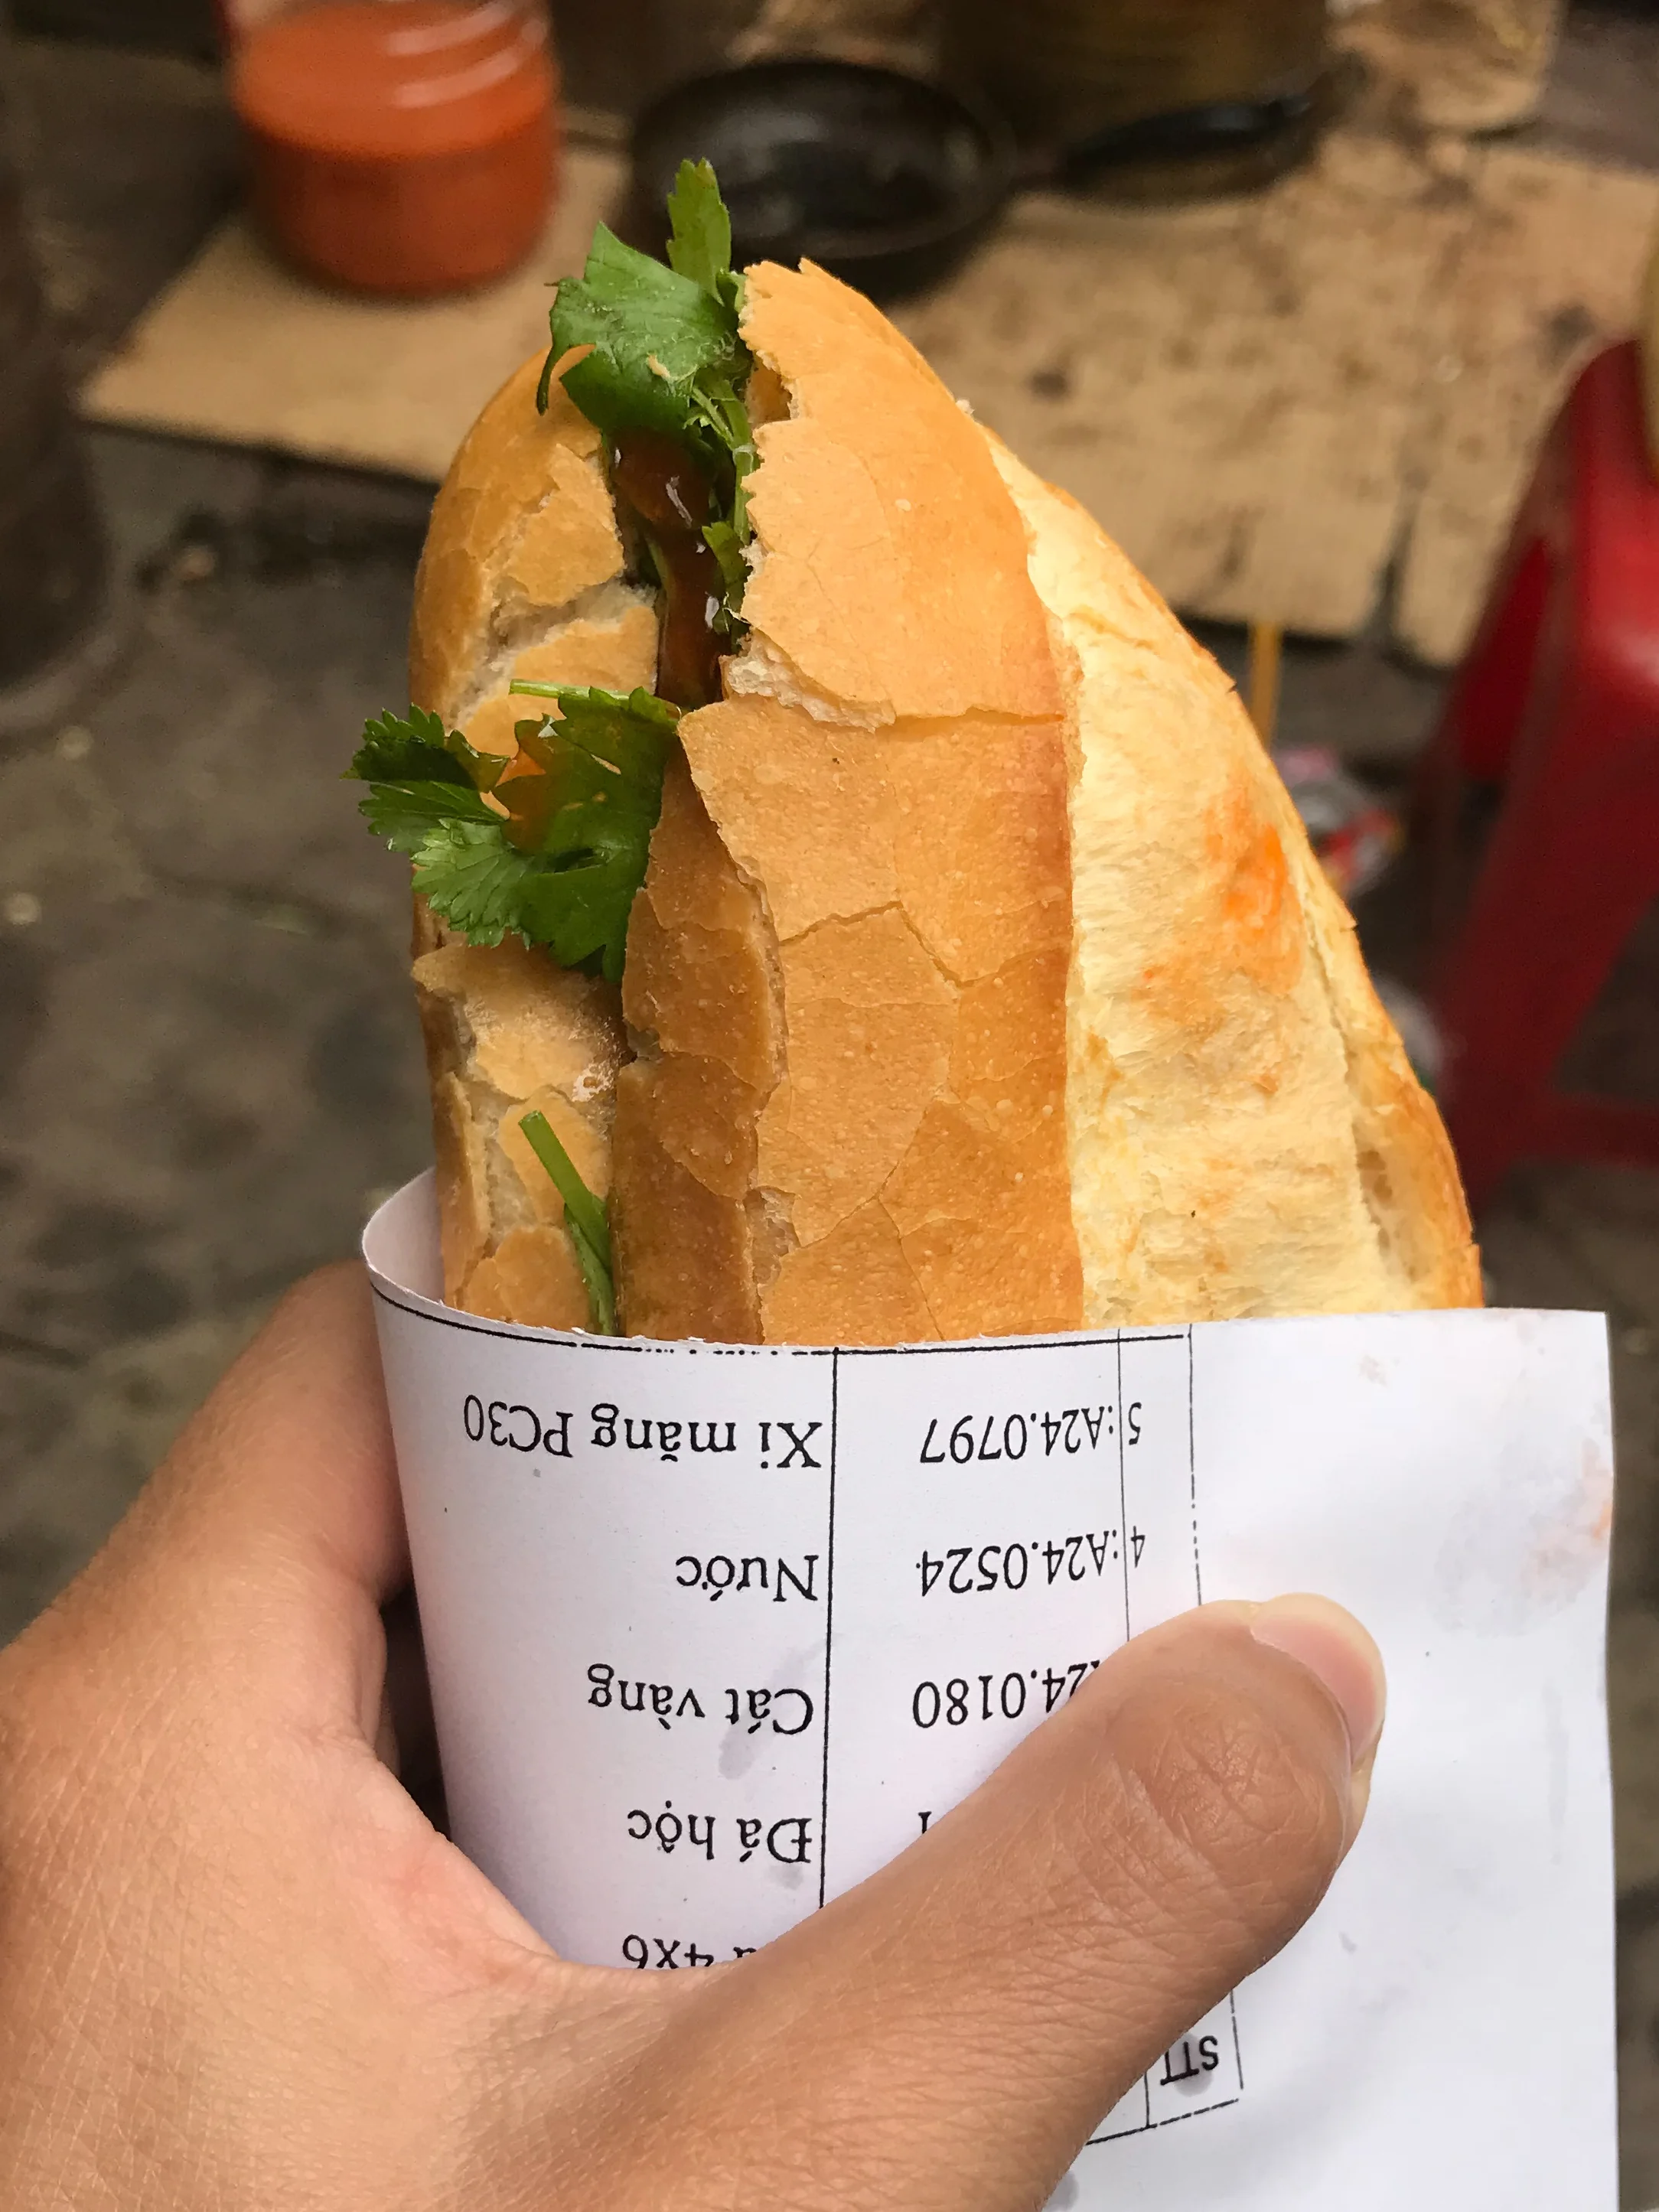 STT
4x6
Đá hộc
24.0180 Cát vàng
4 :A24.0524 Nước
5 :A24.0797 Xi măng PC30